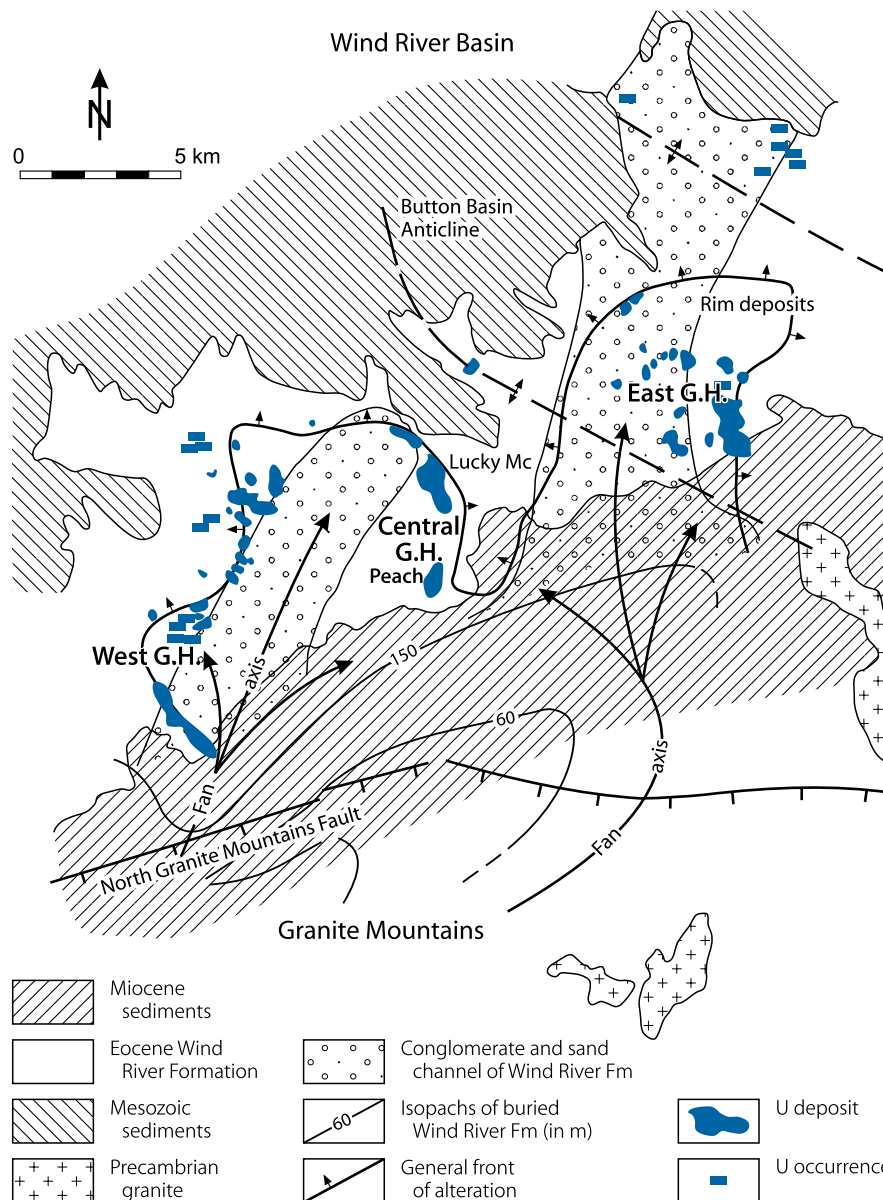 Wind River Basin
N
0 5 km
Button Basin
Anticline
Rim deposits
East G.H.
Lucky Mc
Central
G.H.
Peach
West G.H.
axis
150
60
axis
Fan
North Granite Mountains Fault
Fan
Granite Mountains
Miocene
sediments
Eocene Wind
River Formation
Mesozoic
sediments
Precambrian
granite
Conglomerate and sand
channel of Wind River Fm
60
Isopachs of buried
Wind River Fm (in m)
General front
of alteration
U deposit
U occurrence